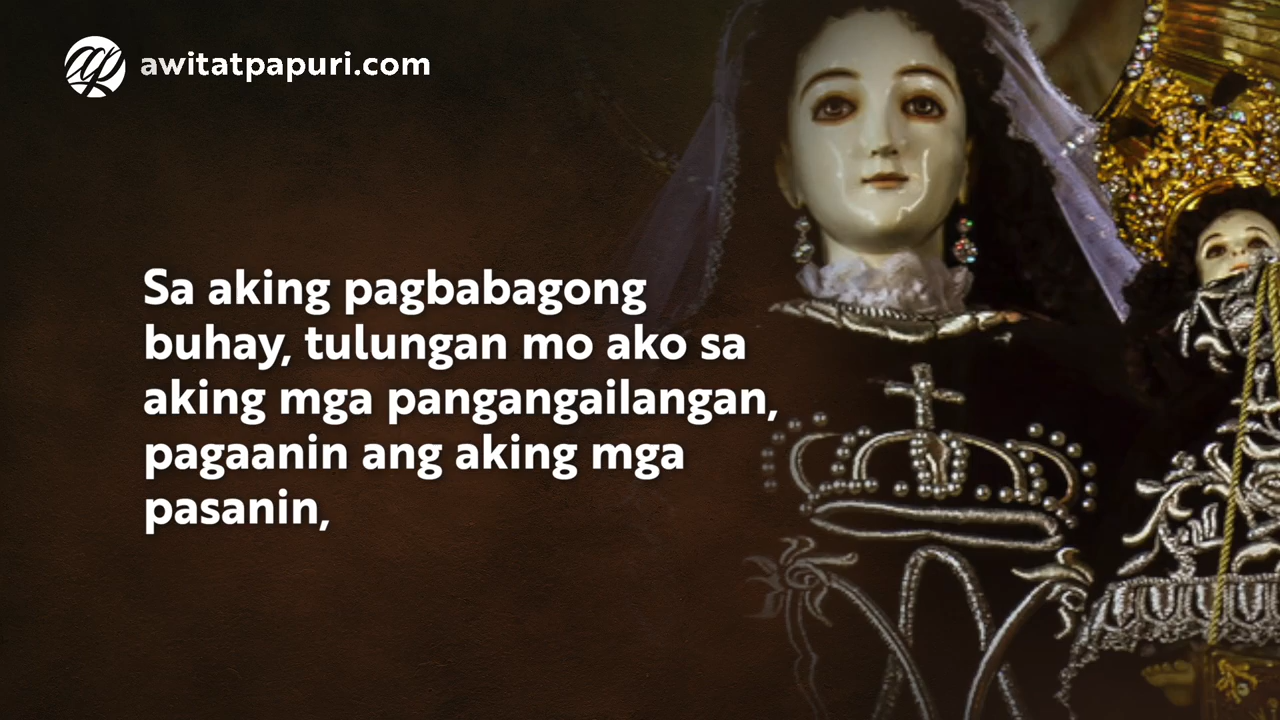 awitatpapuri.com
Sa aking pagbabagong
buhay, tulungan mo ako sa
aking mga pangangailangan,
pagaanin ang aking mga
pasanin,